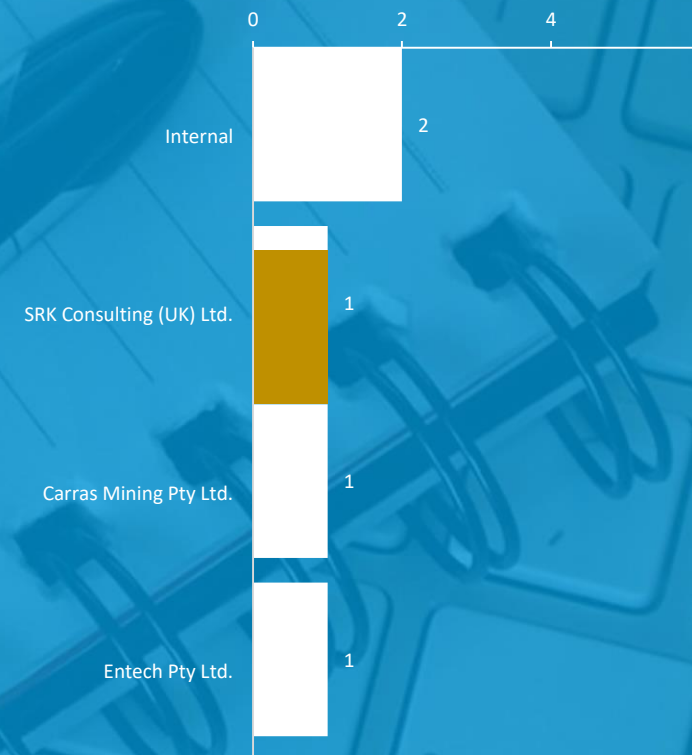 0 2 4
Internal 2
SRK Consulting (UK) Ltd. 1
Carras Mining Pty Ltd. 1
Entech Pty Ltd. 1